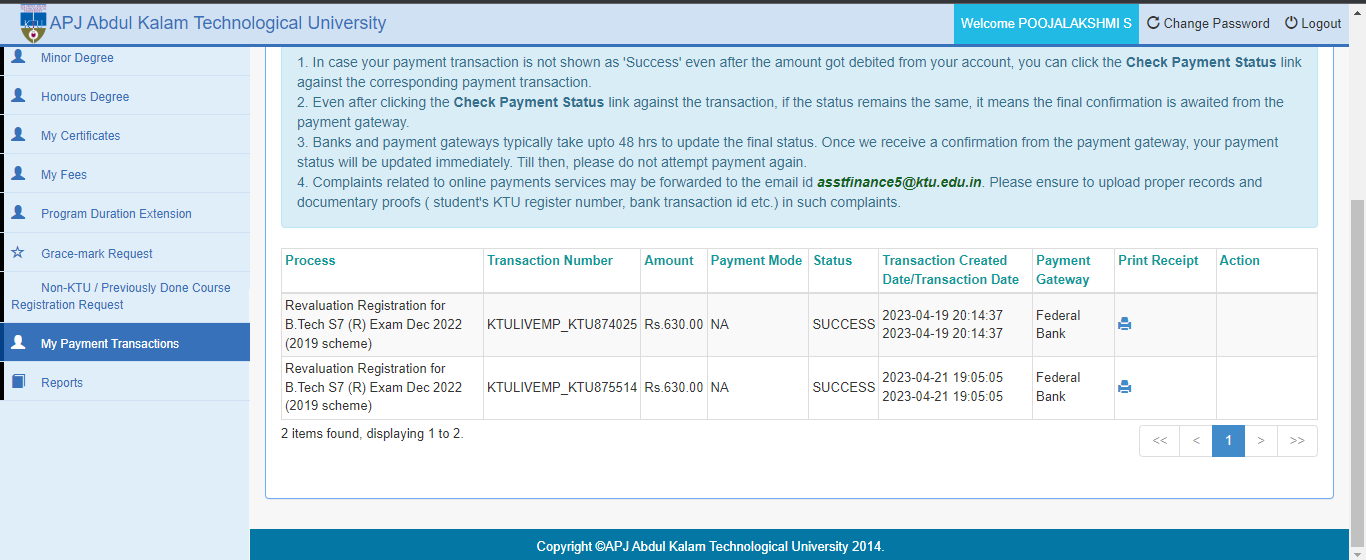 APJ Abdul Kalam Technological University
Welcome POOJALAKSHMI S
Change Password
Logout
Minor Degree
Honours Degree
My Certificates
My Fees
Program Duration Extension
Grace-mark Request
Non-KTU / Previously Done Course
Registration Request
My Payment Transactions
Reports
1. In case your payment transaction is not shown as 'Success' even after the amount got debited from your account, you can click the Check Payment Status link
against the corresponding payment transaction.
2. Even after clicking the Check Payment Status link against the transaction, if the status remains the same, it means the final confirmation is awaited from the
payment gateway.
3. Banks and payment gateways typically take upto 48 hrs to update the final status. Once we receive a confirmation from the payment gateway, your payment
status will be updated immediately. Till then, please do not attempt payment again.
4. Complaints related to online payments services may be forwarded to the email id asstfinance5@ktu.edu.in. Please ensure to upload proper records and
documentary proofs ( student's KTU register number, bank transaction id etc.) in such complaints.
Process
Transaction Number
Amount
Payment Mode
Status
Transaction Created
Date/Transaction Date
Payment
Gateway
Print Receipt
Action
Revaluation Registration for
B.Tech S7 (R) Exam Dec 2022
(2019 scheme)
KTULIVEMP_KTU874025
Rs.630.00
NA
SUCCESS
2023-04-19 20:14:37
2023-04-19 20:14:37
Federal
Bank
Revaluation Registration for
B.Tech S7 (R) Exam Dec 2022
(2019 scheme)
KTULIVEMP_KTU875514
Rs.630.00
NA
SUCCESS
2023-04-21 19:05:05
2023-04-21 19:05:05
Federal
Bank
2 items found, displaying 1 to 2.
<< < 1 > >>
Copyright ©APJ Abdul Kalam Technological University 2014.